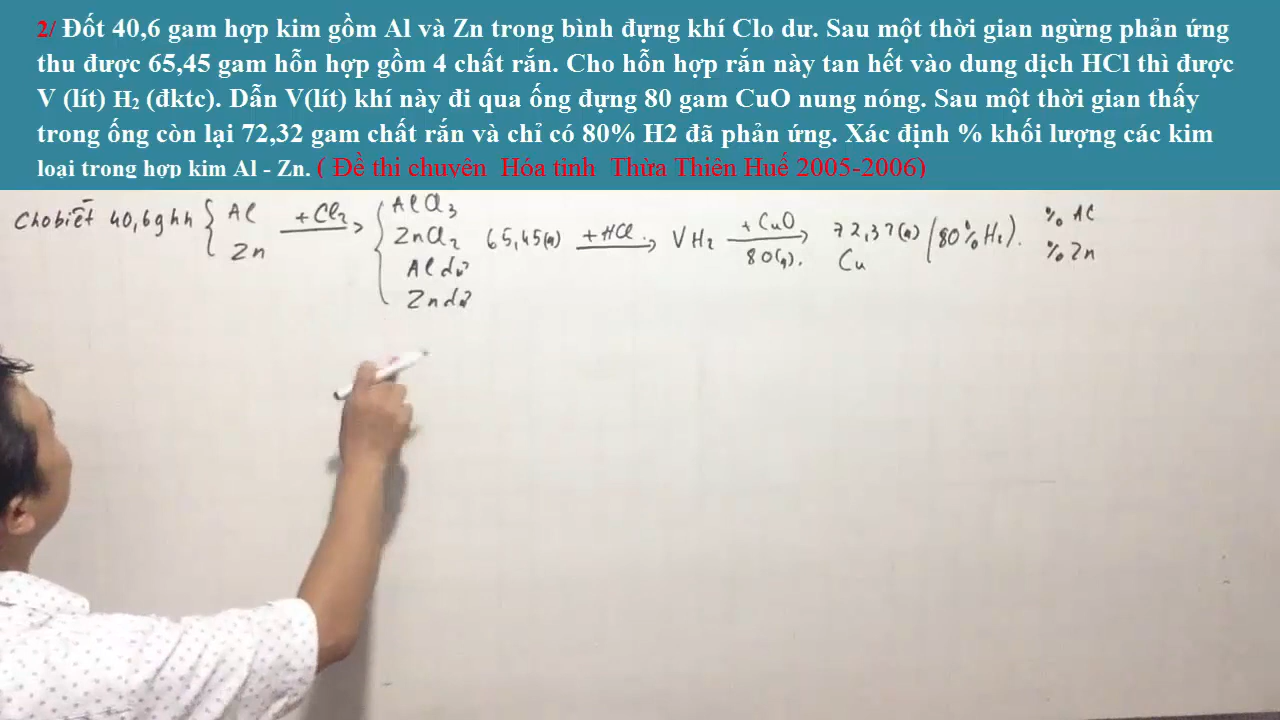 2/ Đốt 40,6 gam hợp kim gồm Al và Zn trong bình đựng khí Clo dư. Sau một thời gian ngừng phản ứng
thu được 65,45 gam hỗn hợp gồm 4 chất rắn. Cho hỗn hợp rắn này tan hết vào dung dịch HCl thì được
V (lít) H₂ (đktc). Dẫn V(lít) khí này đi qua ống đựng 80 gam CuO nung nóng. Sau một thời gian thấy
trong ống còn lại 72,32 gam chất rắn và chỉ có 80% H2 đã phản ứng. Xác định % khối lượng các kim
loại trong hợp kim Al - Zn. ( Đề thi chuyên Hóa tỉnh Thừa Thiên Huế 2005-2006)
Cho biết 40,6g hh { Al + Cl₂ → { AlCl₃
Zn ZnCl₂ 65,45(g) + HCl → V H₂ + CuO → 72,32(g) (80% H₂). % Al
Al dư 80(g). Cu % Zn
Zn dư